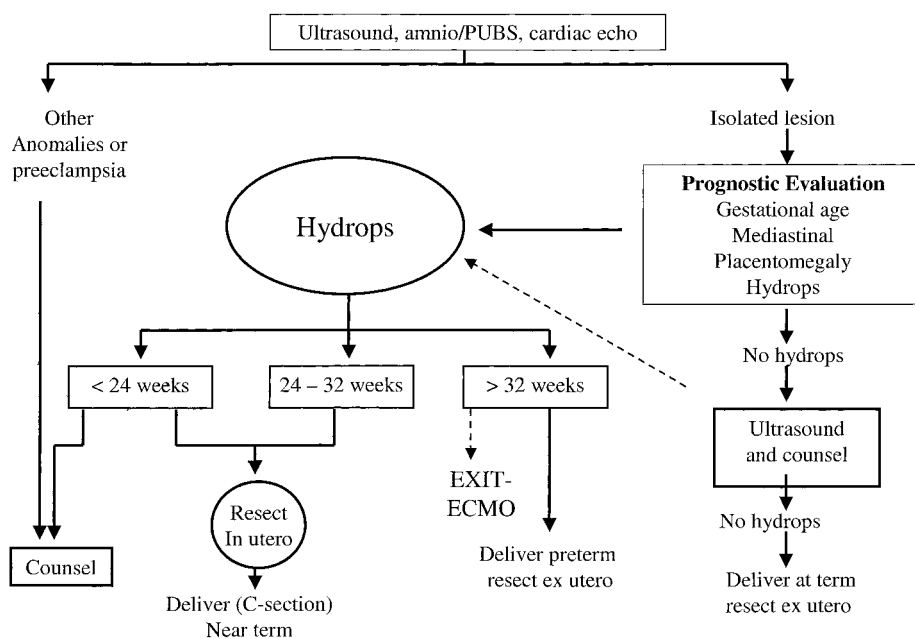 Ultrasound, amnio/PUBS, cardiac echo
Other
Anomalies or
preeclampsia
Isolated lesion
Prognostic Evaluation
Gestational age
Mediastinal
Placentomegaly
Hydrops
Hydrops
No hydrops
< 24 weeks
24 – 32 weeks
> 32 weeks
Ultrasound
and counsel
EXIT-
ECMO
Resect
In utero
No hydrops
Counsel
Deliver preterm
resect ex utero
Deliver (C-section)
Near term
Deliver at term
resect ex utero